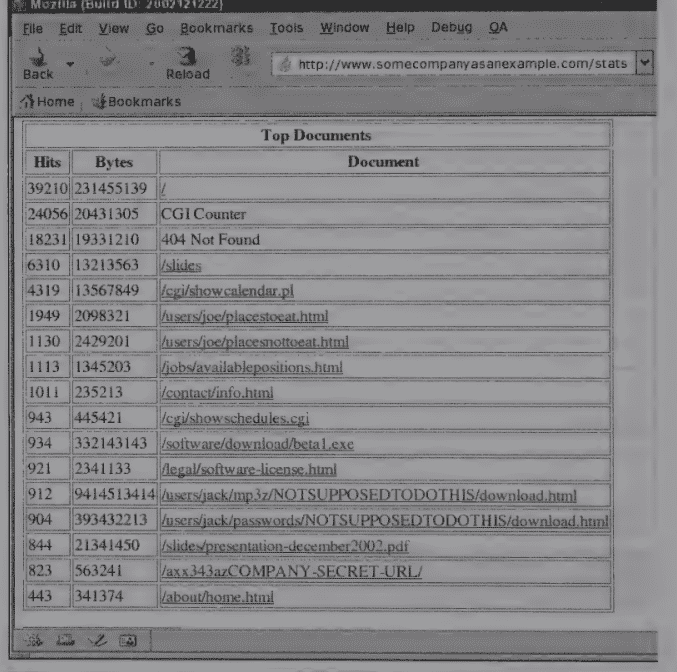 Mozilla {Build ID: 2002121222}
File Edit View Go Bookmarks Tools Window Help Debug QA
Back Reload http://www.somecompanyasanexample.com/stats
Home Bookmarks
Top Documents
Hits Bytes Document
39210 231455139 /
24056 20431305 CGI Counter
18231 19331210 404 Not Found
6310 13213563 /slides
4319 13567849 /cgi/showcalendar.pl
1949 2098321 /users/joe/placestoeat.html
1130 2429201 /users/joe/placesnottoeat.html
1113 1345203 /jobs/availablepositions.html
1011 235213 /contact/info.html
943 445421 /cgi/showschedules.cgi
934 332143143 /software/download/beta1.exe
921 2341133 /legal/software-license.html
912 9414513414 /users/jack/mp3z/NOTSUPPOSEDTODOTHIS/download.html
904 393432213 /users/jack/passwords/NOTSUPPOSEDTODOTHIS/download.html
844 21341450 /slides/presentation-december2002.pdf
823 563241 /axx343azCOMPANY-SECRET-URL/
443 341374 /about/home.html